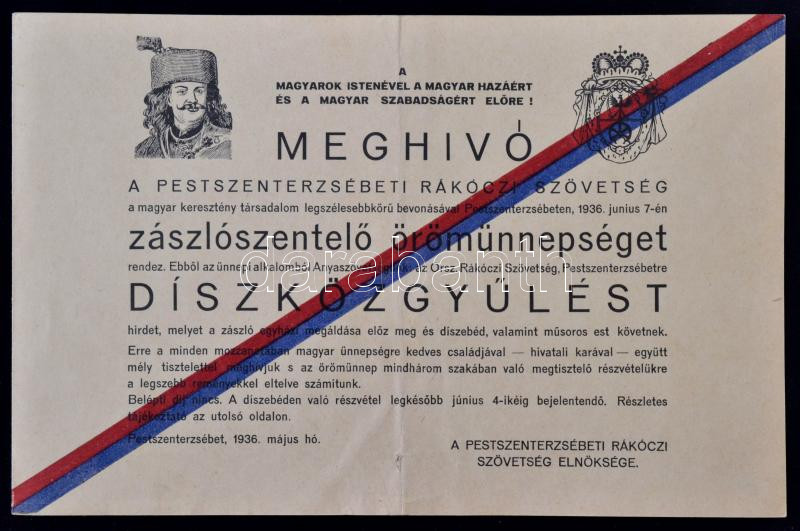 A
MAGYAROK ISTENÉVEL A MAGYAR HAZÁÉRT
ÉS A MAGYAR SZABADSÁGÉRT ELŐRE !
MEGHIVÓ
A PESTSZENTERZSÉBETI RÁKÓCZI SZÖVETSÉG
a magyar keresztény társadalom legszélesebbkörű bevonásával Pestszenterzsébeten, 1936. junius 7-én
zászlószentelő örömünnepséget
rendez. Ebből az ünnepi alkalomból Anyaszövetségünk: az Orsz. Rákóczi Szövetség, Pestszenterzsébetre
DÍSZKÖZGYŰLÉST
hirdet, melyet a zászló egyházi megáldása előz meg és díszebéd, valamint műsoros est követnek.
Erre a minden mozzanatában magyar ünnepségre kedves családjával — hivatali karával — együtt
mély tisztelettel meghívjuk s az örömünnep mindhárom szakában való megtisztelő részvételükre
a legszebb reményekkel eltelve számitunk.
Belépti díj nincs. A díszebéden való részvétel legkésőbb június 4-ikéig bejelentendő. Részletes
tájékoztató az utolsó oldalon.
Pestszenterzsébet, 1936. május hó.
A PESTSZENTERZSÉBETI RÁKÓCZI
SZÖVETSÉG ELNÖKSÉGE.
darabanth